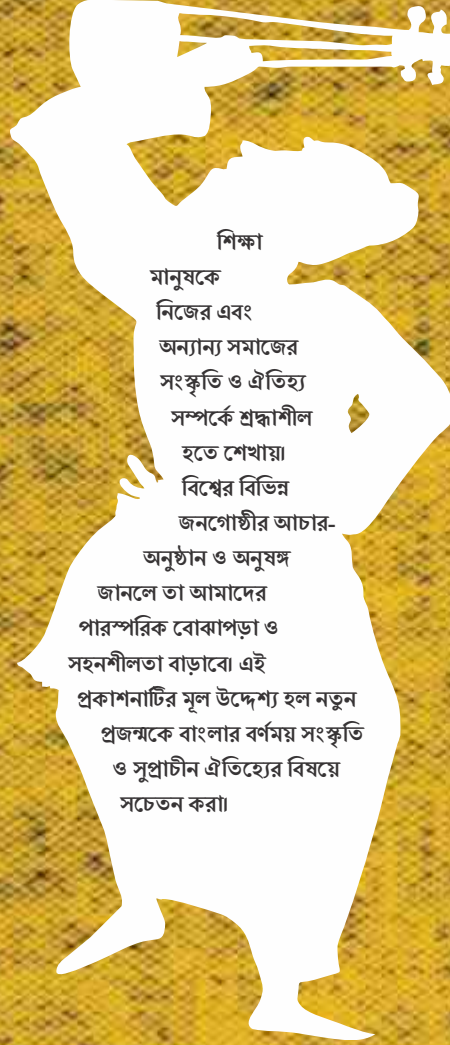 শিক্ষা
মানুষকে
নিজের এবং
অন্যান্য সমাজের
সংস্কৃতি ও ঐতিহ্য
সম্পর্কে শ্রদ্ধাশীল
হতে শেখায়।
বিশ্বের বিভিন্ন
জনগোষ্ঠীর আচার-
অনুষ্ঠান ও অনুষঙ্গ
জানলে তা আমাদের
পারস্পরিক বোঝাপড়া ও
সহনশীলতা বাড়াবে। এই
প্রকাশনাটির মূল উদ্দেশ্য হল নতুন
প্রজন্মকে বাংলার বর্ণময় সংস্কৃতি
ও সুপ্রাচীন ঐতিহ্যের বিষয়ে
সচেতন করা।